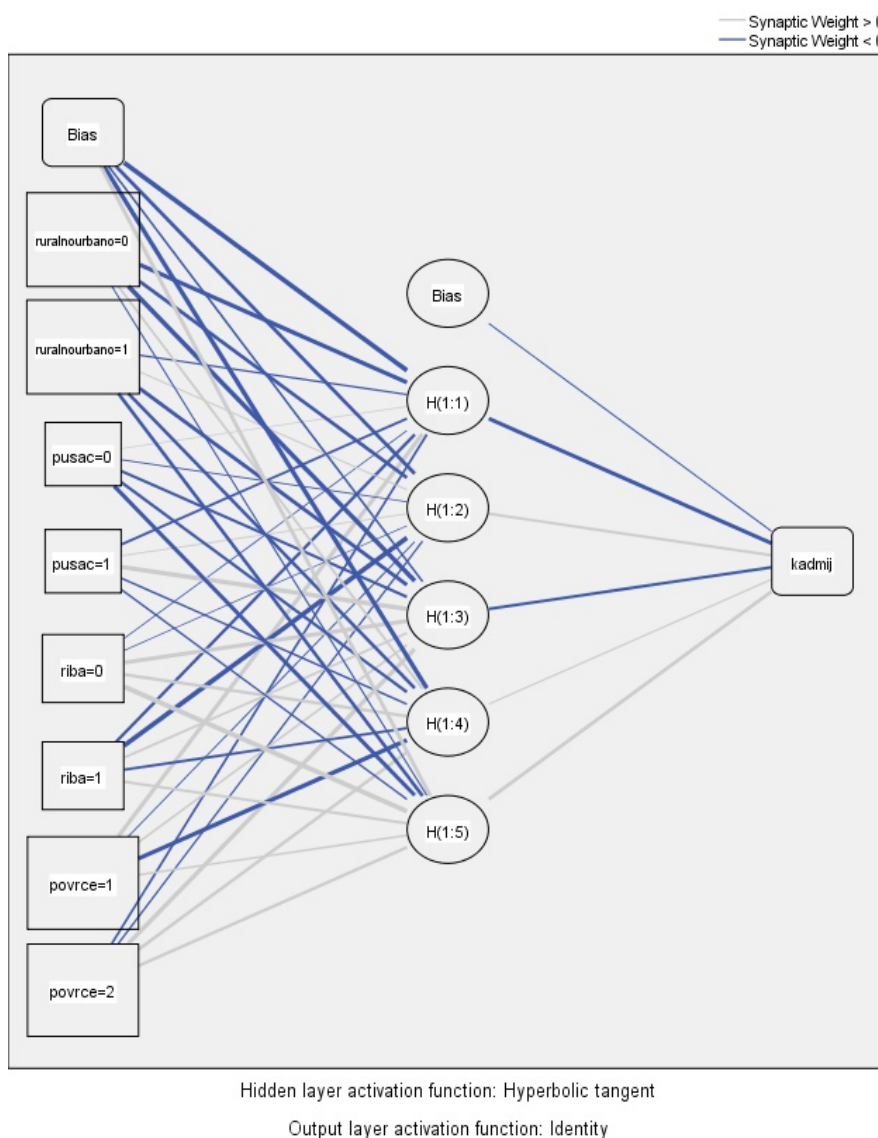 Synaptic Weight >
Synaptic Weight <
Bias
ruralnourbano=0
ruralnourbano=1
pusac=0
pusac=1
riba=0
riba=1
povrce=1
povrce=2
Bias
H(1:1)
H(1:2)
H(1:3)
H(1:4)
H(1:5)
kadmij
Hidden layer activation function: Hyperbolic tangent
Output layer activation function: Identity